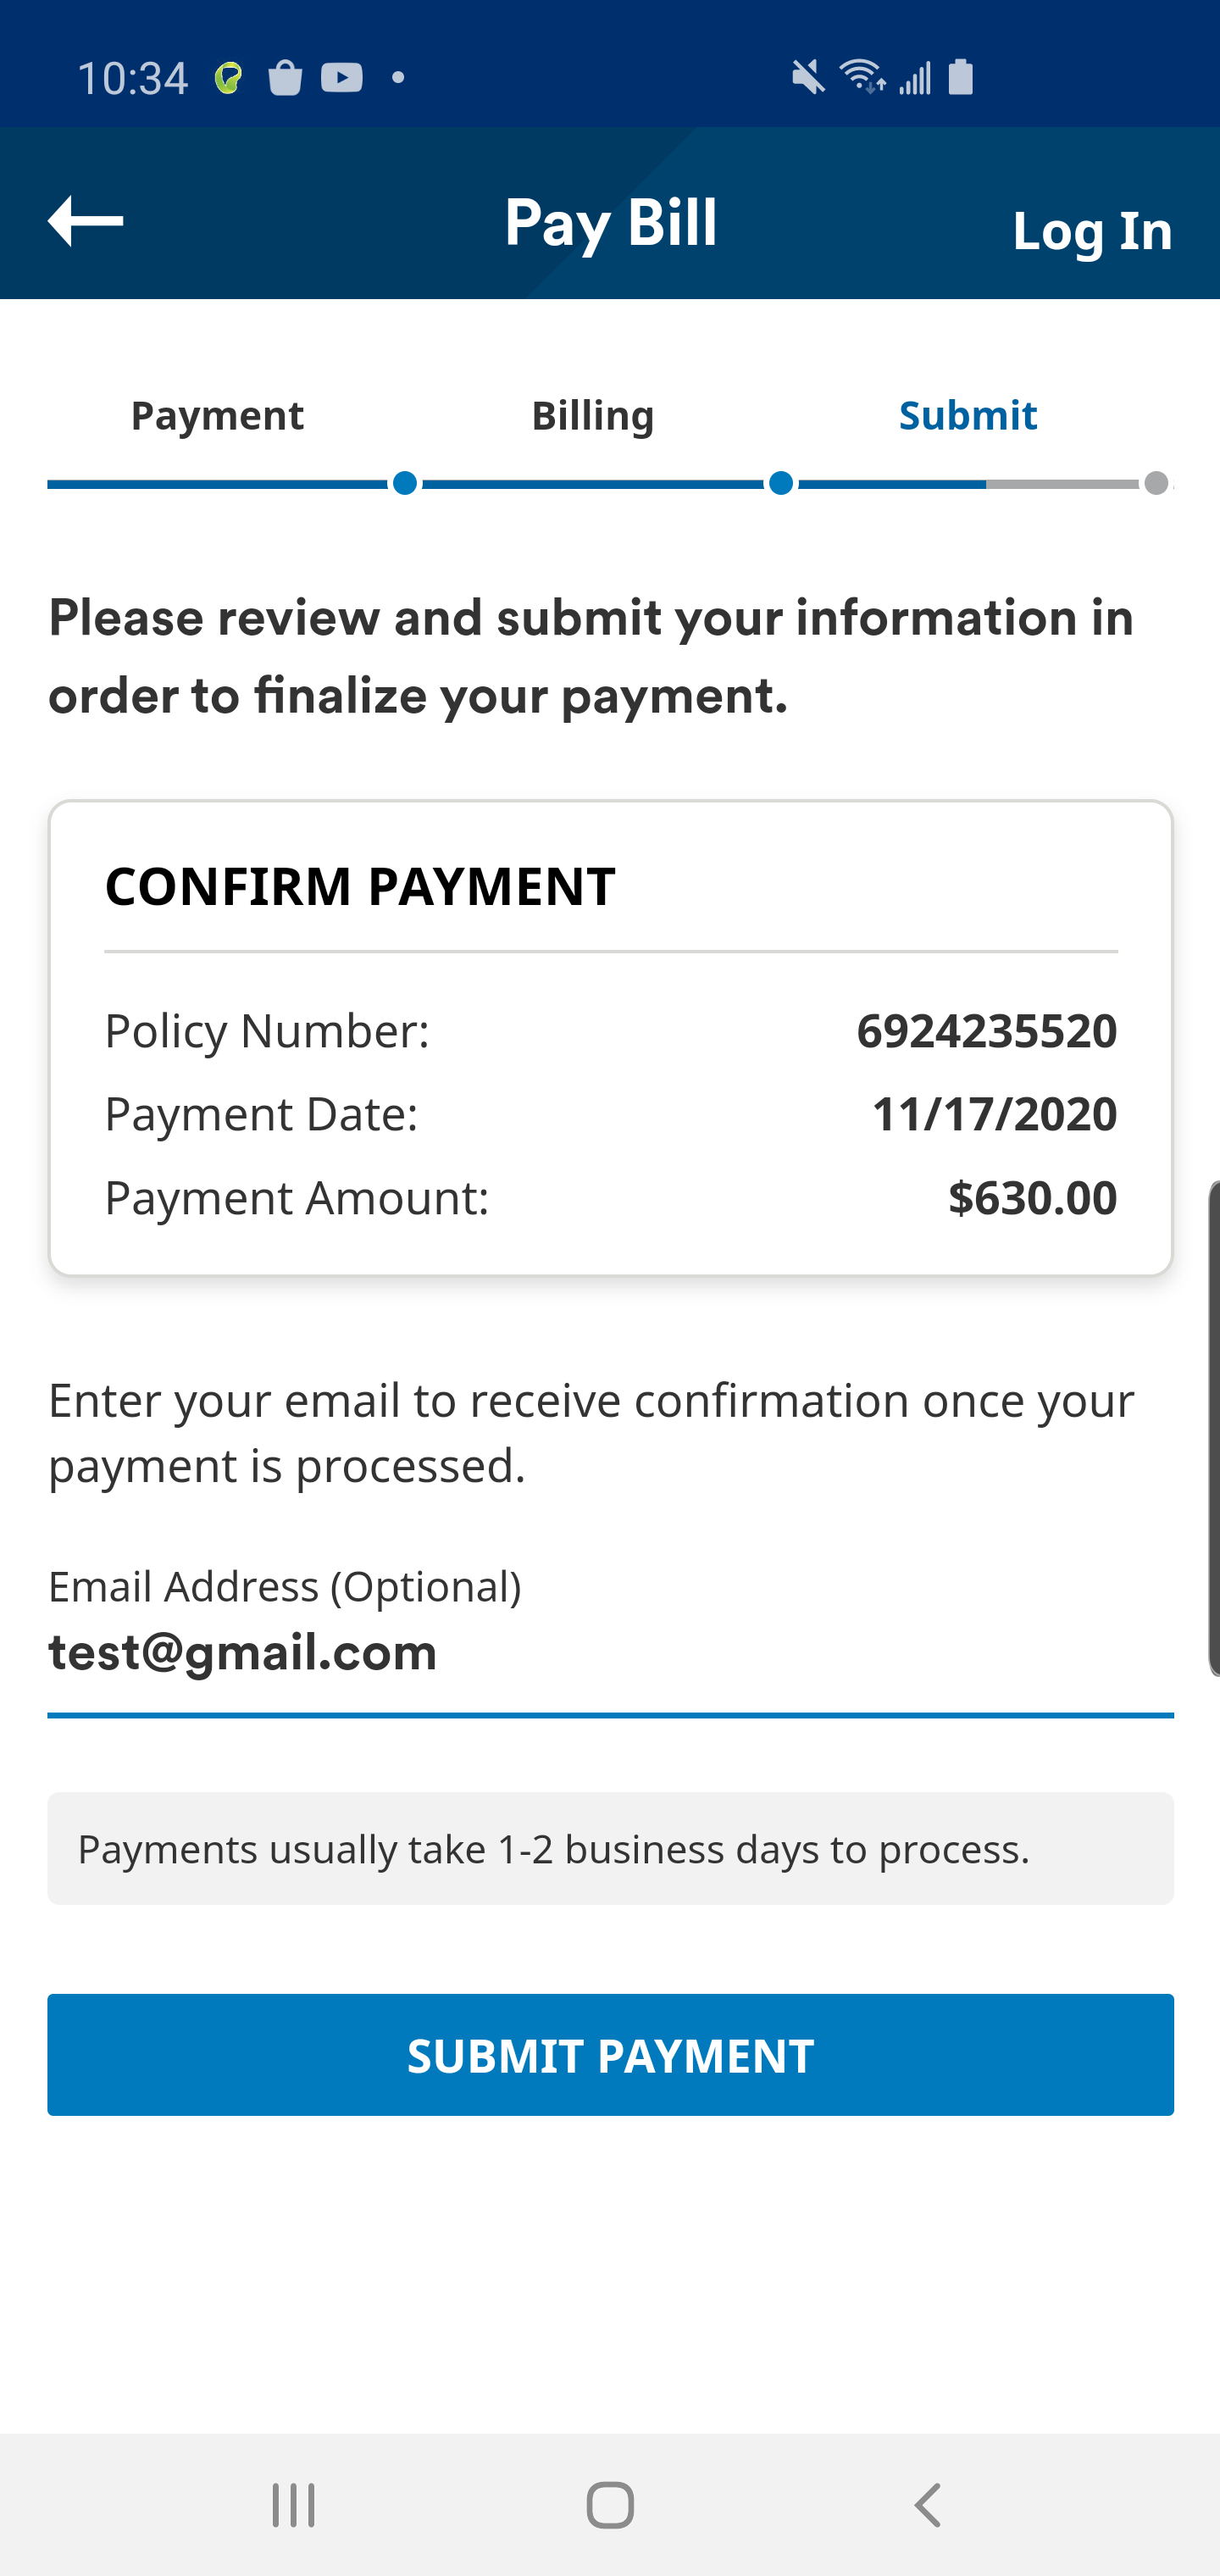 10:34
Pay Bill
Log In
Payment
Billing
Submit
Please review and submit your information in
order to finalize your payment.
CONFIRM PAYMENT
Policy Number: 6924235520
Payment Date: 11/17/2020
Payment Amount: $630.00
Enter your email to receive confirmation once your
payment is processed.
Email Address (Optional)
test@gmail.com
Payments usually take 1-2 business days to process.
SUBMIT PAYMENT